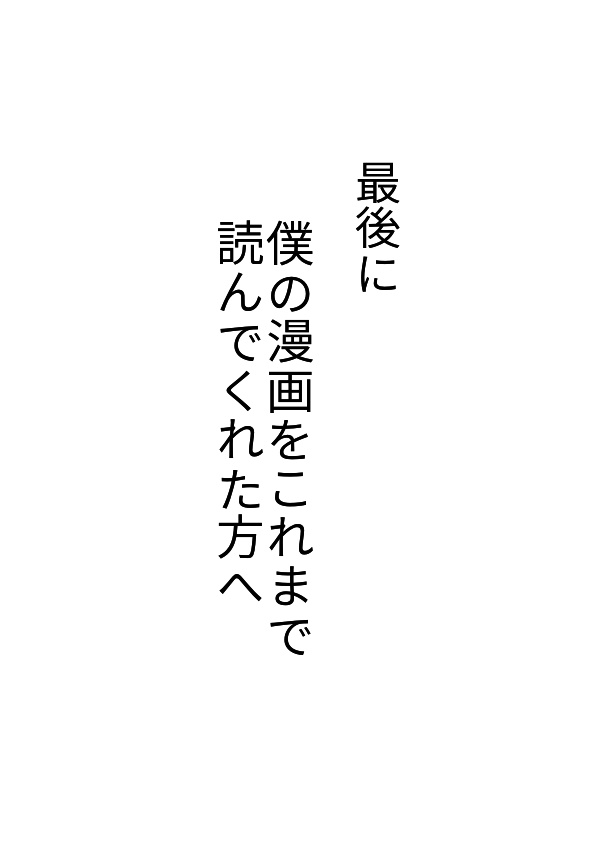 最後に
僕の漫画をこれまで
読んでくれた方へ